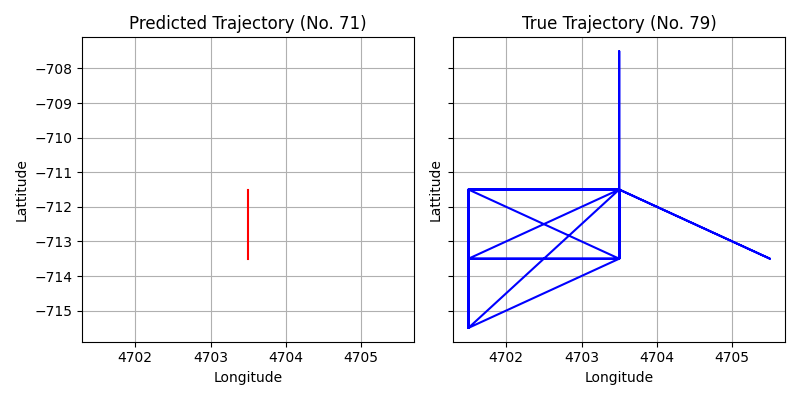 Predicted Trajectory (No. 71)
−708
−709
−710
−711
−712
−713
−714
−715
Lattitude
4702 4703 4704 4705
Longitude
True Trajectory (No. 79)
Lattitude
4702 4703 4704 4705
Longitude